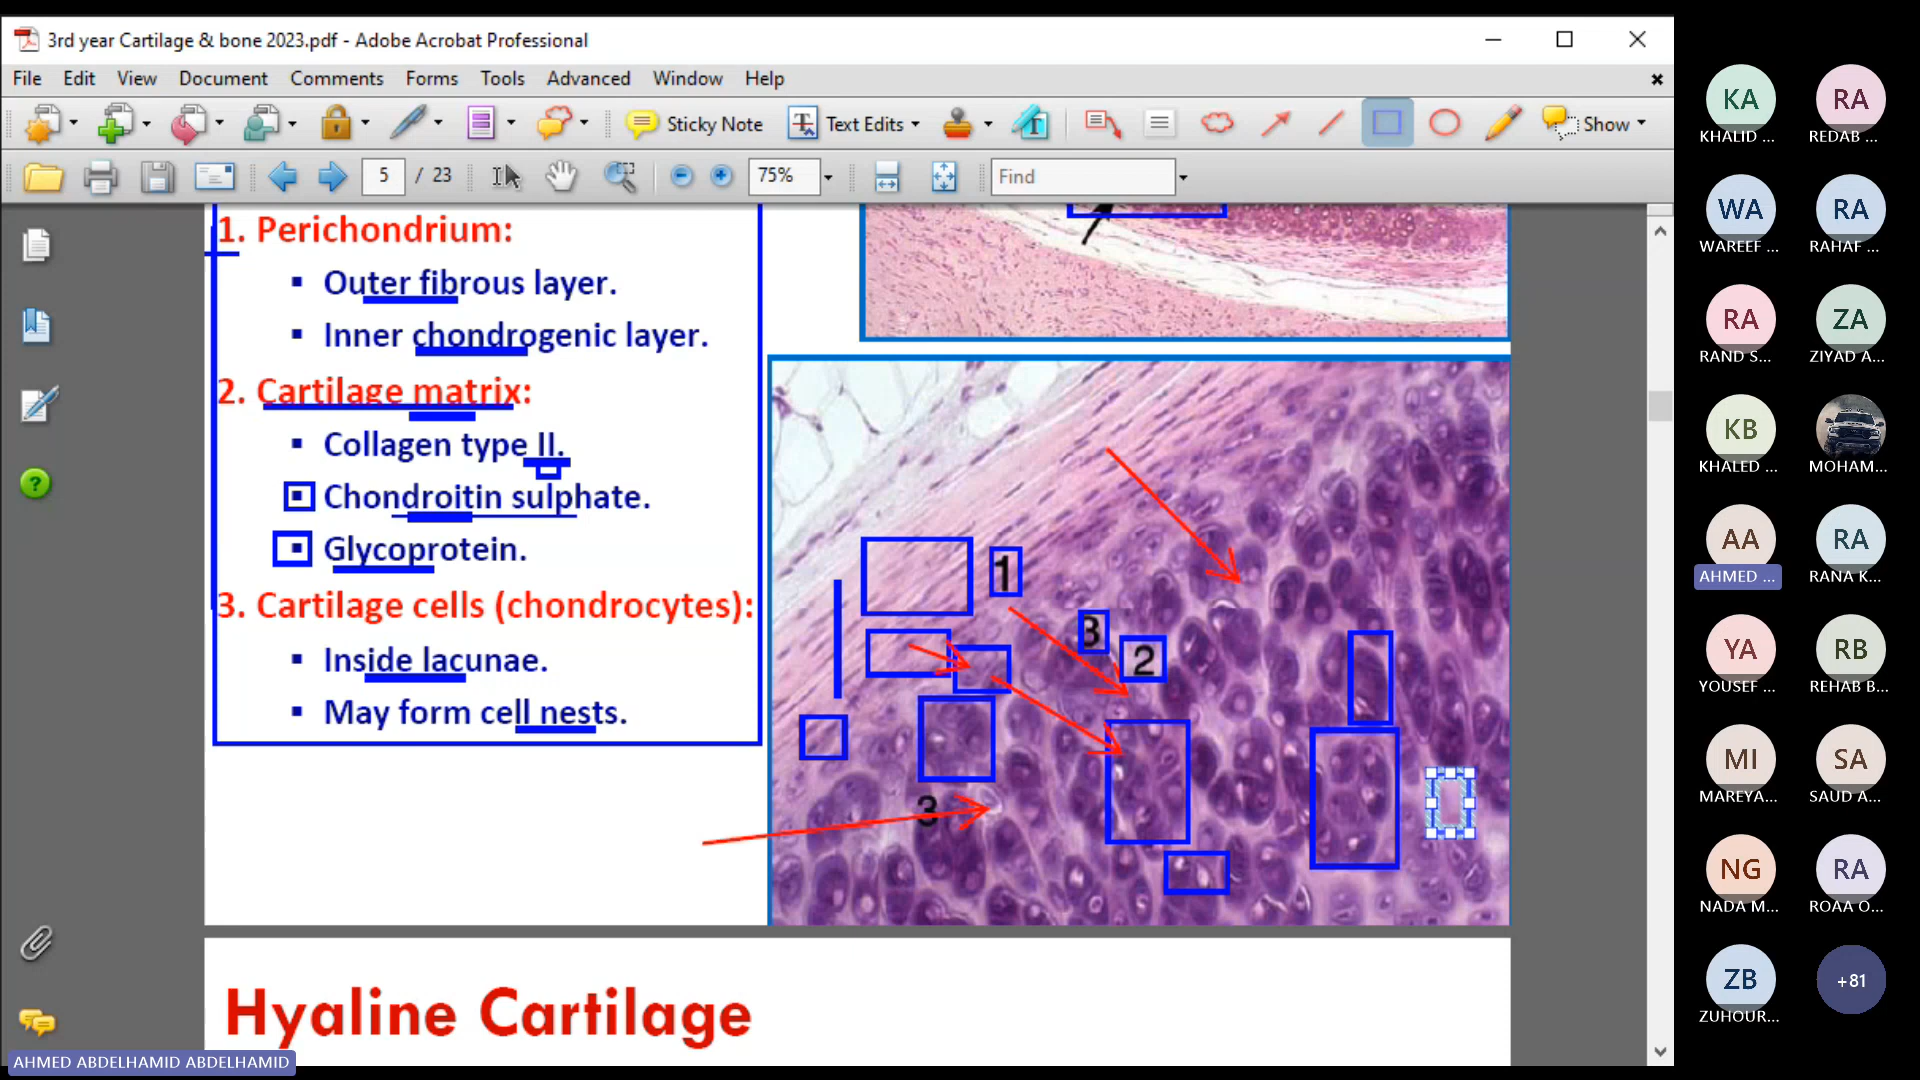 3rd year Cartilage & bone 2023.pdf - Adobe Acrobat Professional
File Edit View Document Comments Forms Tools Advanced Window Help
Sticky Note Text Edits Show
5 / 23 75% Find
1. Perichondrium:
▪ Outer fibrous layer.
▪ Inner chondrogenic layer.
2. Cartilage matrix:
▪ Collagen type II.
▪ Chondroitin sulphate.
▪ Glycoprotein.
3. Cartilage cells (chondrocytes):
▪ Inside lacunae.
▪ May form cell nests.
1
3
2
3
Hyaline Cartilage
AHMED ABDELHAMID ABDELHAMID
KA RA
KHALID ... REDAB ...
WA RA
WAREEF ... RAHAF ...
RA ZA
RAND S... ZIYAD A...
KB
KHALED ... MOHAM...
AA RA
AHMED ... RANA K...
YA RB
YOUSEF ... REHAB B...
MI SA
MAREYA... SAUD A...
NG RA
NADA M... ROAA O...
ZB +81
ZUHOUR...